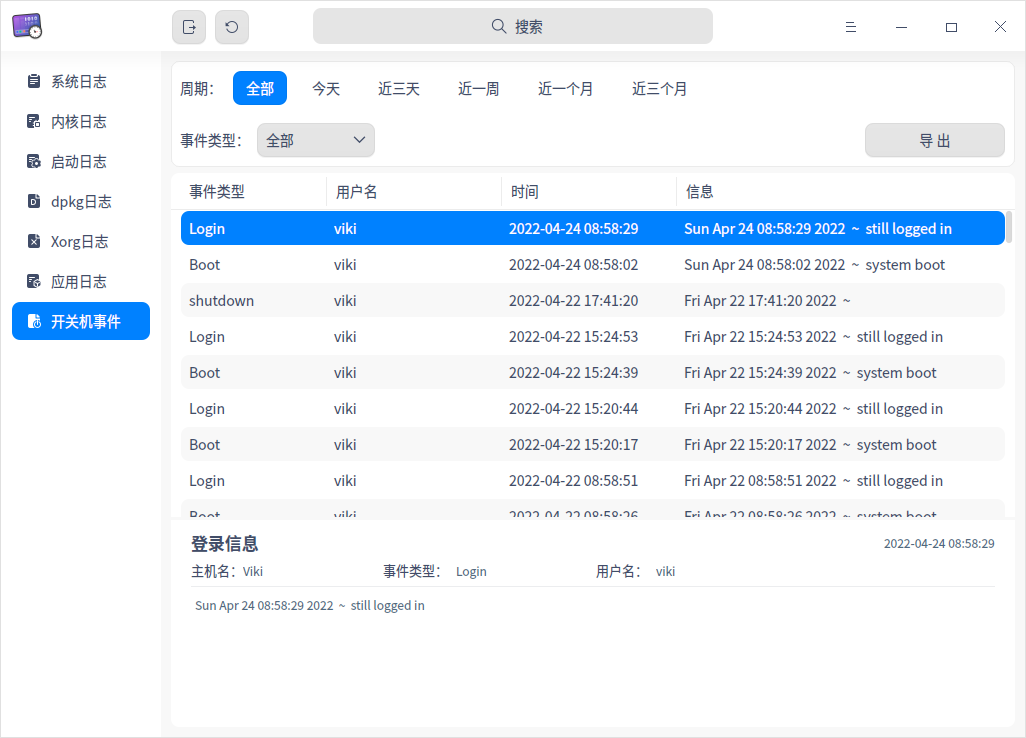 搜索
系统日志
内核日志
启动日志
dpkg日志
Xorg日志
应用日志
开关机事件
周期： 全部 今天 近三天 近一周 近一个月 近三个月
事件类型： 全部 导 出
事件类型 用户名 时间 信息
Login viki 2022-04-24 08:58:29 Sun Apr 24 08:58:29 2022 ~ still logged in
Boot viki 2022-04-24 08:58:02 Sun Apr 24 08:58:02 2022 ~ system boot
shutdown viki 2022-04-22 17:41:20 Fri Apr 22 17:41:20 2022 ~
Login viki 2022-04-22 15:24:53 Fri Apr 22 15:24:53 2022 ~ still logged in
Boot viki 2022-04-22 15:24:39 Fri Apr 22 15:24:39 2022 ~ system boot
Login viki 2022-04-22 15:20:44 Fri Apr 22 15:20:44 2022 ~ still logged in
Boot viki 2022-04-22 15:20:17 Fri Apr 22 15:20:17 2022 ~ system boot
Login viki 2022-04-22 08:58:51 Fri Apr 22 08:58:51 2022 ~ still logged in
Boot viki 2022-04-22 08:58:26 Fri Apr 22 08:58:26 2022 ~ system boot
登录信息 2022-04-24 08:58:29
主机名： Viki 事件类型： Login 用户名： viki
Sun Apr 24 08:58:29 2022 ~ still logged in